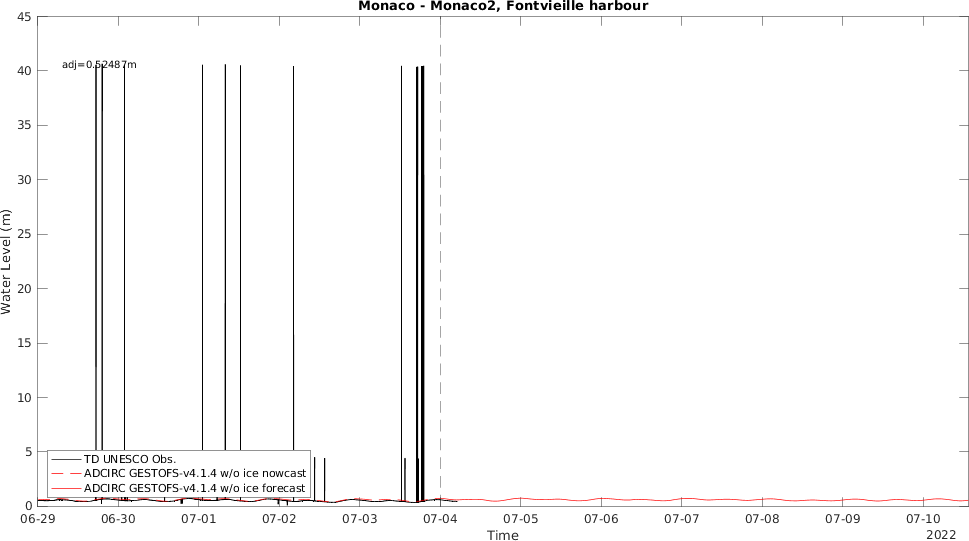 Monaco - Monaco2, Fontvieille harbour
45
40
35
30
25
20
15
10
5
0
Water Level (m)
adj=0.52487m
TD UNESCO Obs.
ADCIRC GESTOFS-v4.1.4 w/o ice nowcast
ADCIRC GESTOFS-v4.1.4 w/o ice forecast
06-29 06-30 07-01 07-02 07-03 07-04 07-05 07-06 07-07 07-08 07-09 07-10
Time
2022